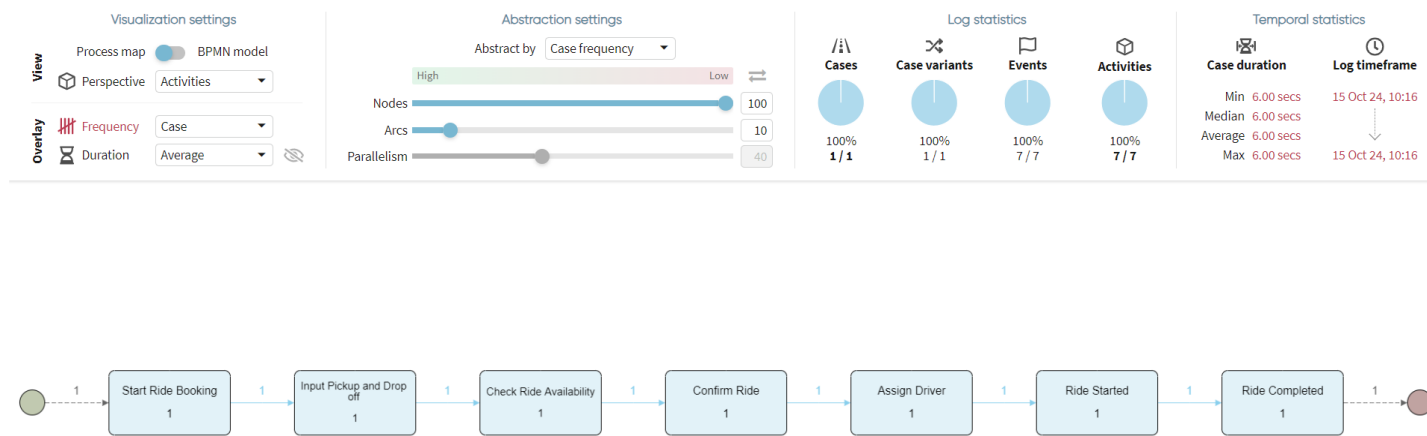 Visualization settings
View
Process map BPMN model
Perspective Activities
Overlay
Frequency Case
Duration Average
Abstraction settings
Abstract by Case frequency
High Low
Nodes 100
Arcs 10
Parallelism 40
Log statistics
Cases Case variants Events Activities
100% 100% 100% 100%
1 / 1 1 / 1 7 / 7 7 / 7
Temporal statistics
Case duration Log timeframe
Min 6.00 secs 15 Oct 24, 10:16
Median 6.00 secs
Average 6.00 secs
Max 6.00 secs 15 Oct 24, 10:16
1
Start Ride Booking
1
1
Input Pickup and Drop
off
1
1
Check Ride Availability
1
1
Confirm Ride
1
1
Assign Driver
1
1
Ride Started
1
1
Ride Completed
1
1